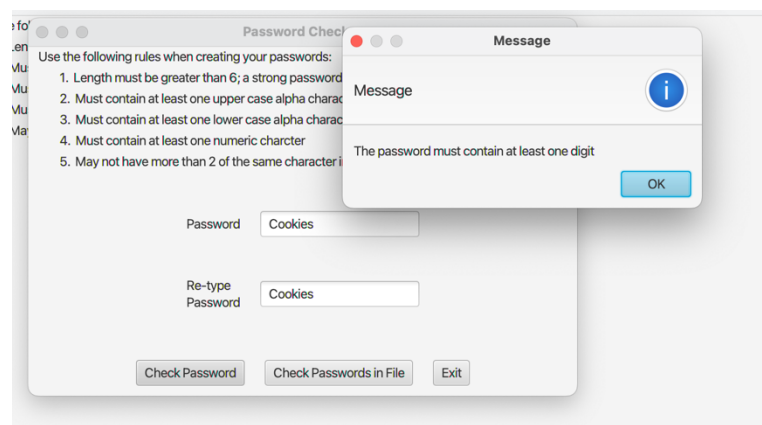 Password Chec
Message
Use the following rules when creating your passwords:
1. Length must be greater than 6; a strong password
2. Must contain at least one upper case alpha charac
3. Must contain at least one lower case alpha charac
4. Must contain at least one numeric charcter
5. May not have more than 2 of the same character i
Message
The password must contain at least one digit
OK
Password
Cookies
Re-type
Password
Cookies
Check Password
Check Passwords in File
Exit